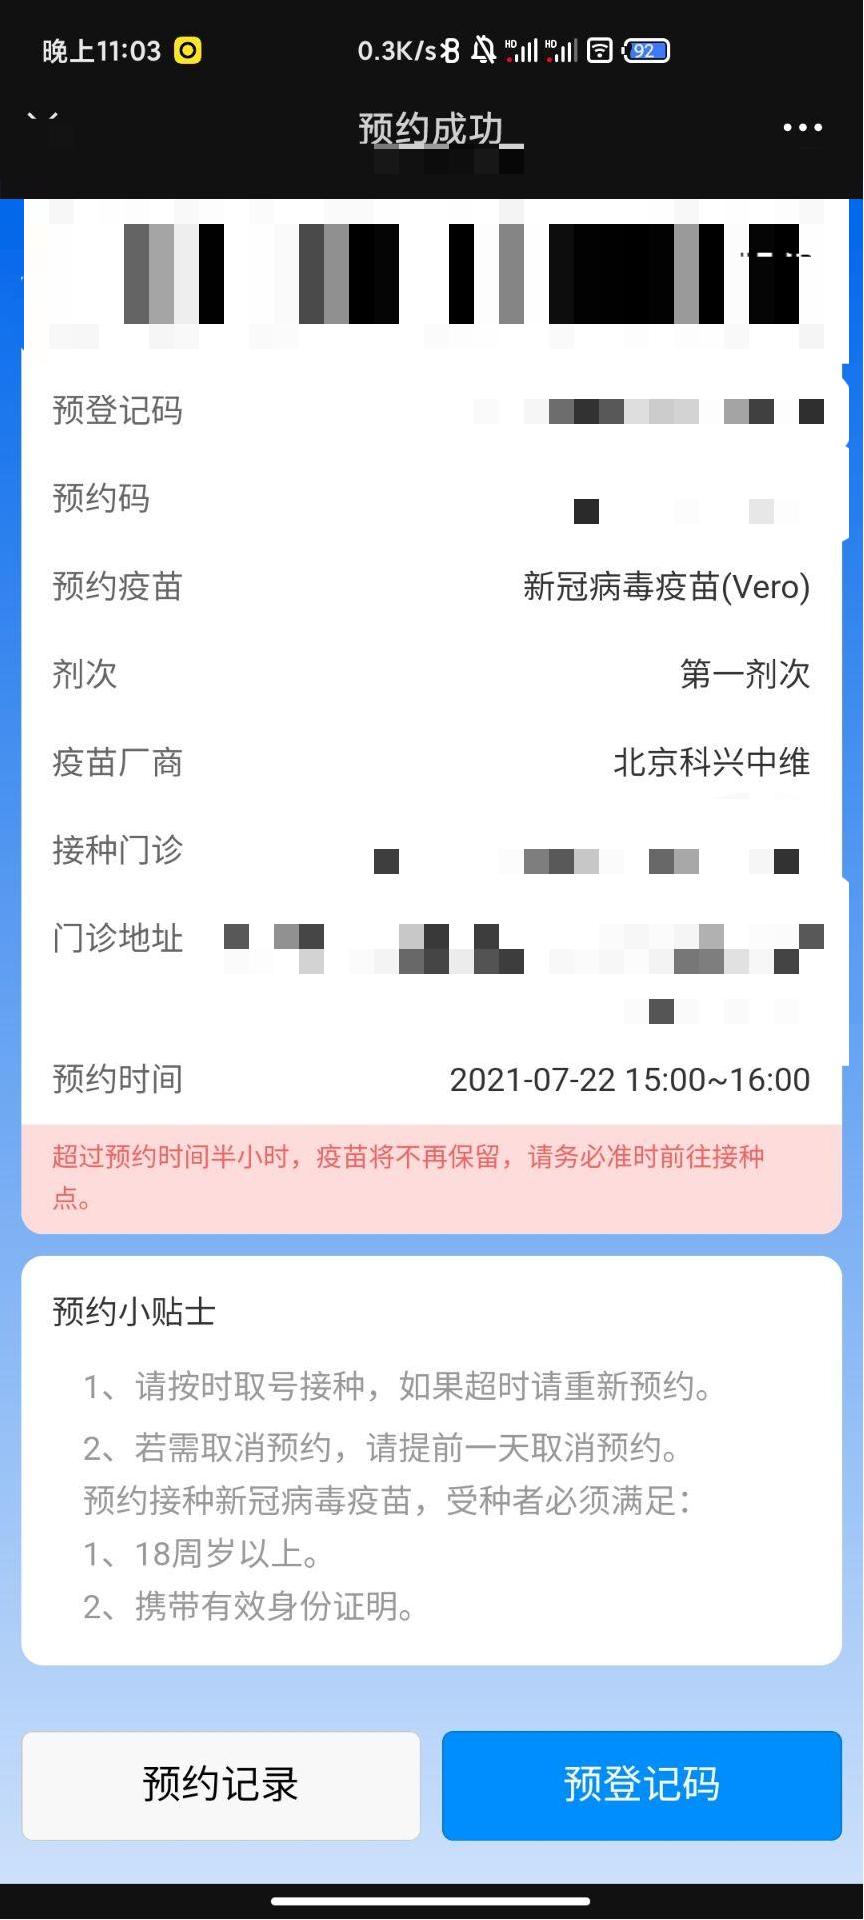 晚上11:03
0.3K/s HD HD 92
预约成功
预登记码
预约码
预约疫苗 新冠病毒疫苗(Vero)
剂次 第一剂次
疫苗厂商 北京科兴中维
接种门诊
门诊地址
预约时间 2021-07-22 15:00~16:00
超过预约时间半小时，疫苗将不再保留，请务必准时前往接种
点。
预约小贴士
1、请按时取号接种，如果超时请重新预约。
2、若需取消预约，请提前一天取消预约。
预约接种新冠病毒疫苗，受种者必须满足：
1、18周岁以上。
2、携带有效身份证明。
预约记录 预登记码